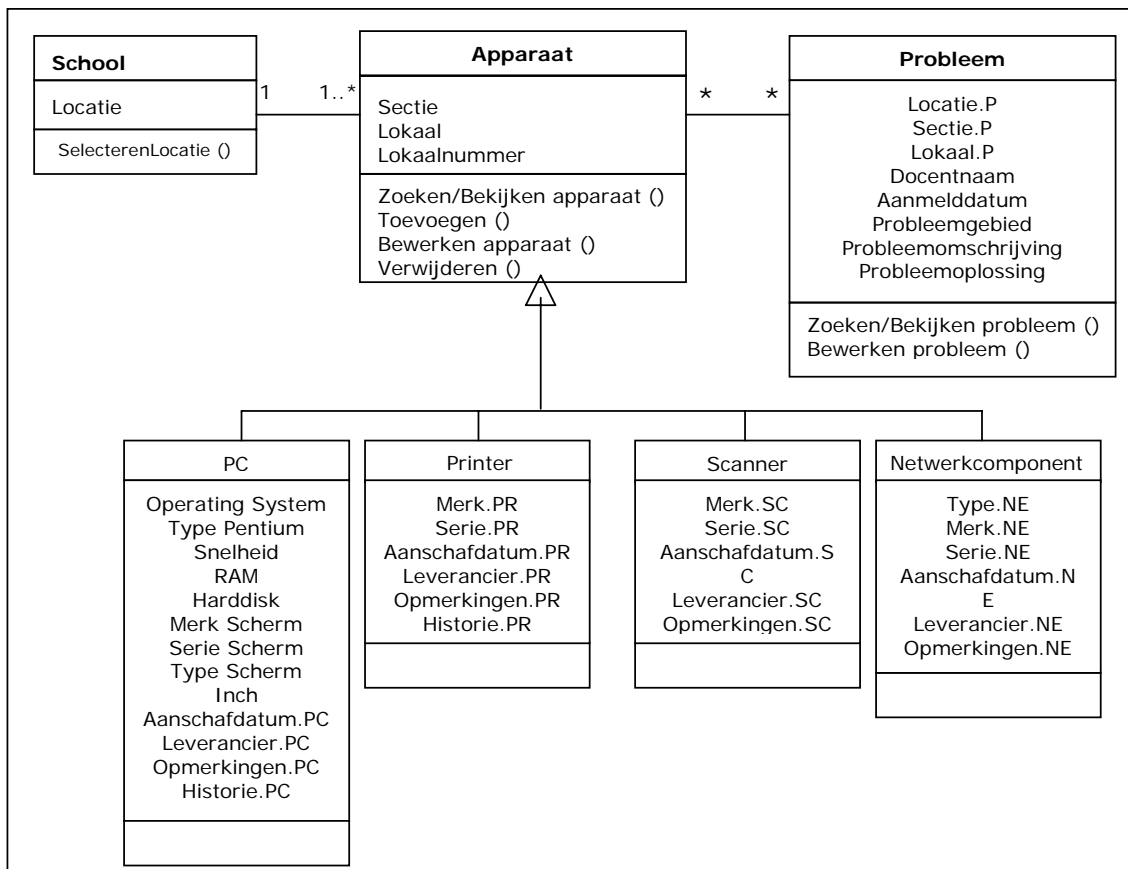 School
Locatie
SelecterenLocatie ()
1
1..*
Apparaat
Sectie
Lokaal
Lokaalnummer
Zoeken/Bekijken apparaat ()
Toevoegen ()
Bewerken apparaat ()
Verwijderen ()
*
*
Probleem
Locatie.P
Sectie.P
Lokaal.P
Docentnaam
Aanmelddatum
Probleemgebied
Probleemomschrijving
Probleemoplossing
Zoeken/Bekijken probleem ()
Bewerken probleem ()
PC
Operating System
Type Pentium
Snelheid
RAM
Harddisk
Merk Scherm
Serie Scherm
Type Scherm
Inch
Aanschafdatum.PC
Leverancier.PC
Opmerkingen.PC
Historie.PC
Printer
Merk.PR
Serie.PR
Aanschafdatum.PR
Leverancier.PR
Opmerkingen.PR
Historie.PR
Scanner
Merk.SC
Serie.SC
Aanschafdatum.S
C
Leverancier.SC
Opmerkingen.SC
Netwerkcomponent
Type.NE
Merk.NE
Serie.NE
Aanschafdatum.N
E
Leverancier.NE
Opmerkingen.NE